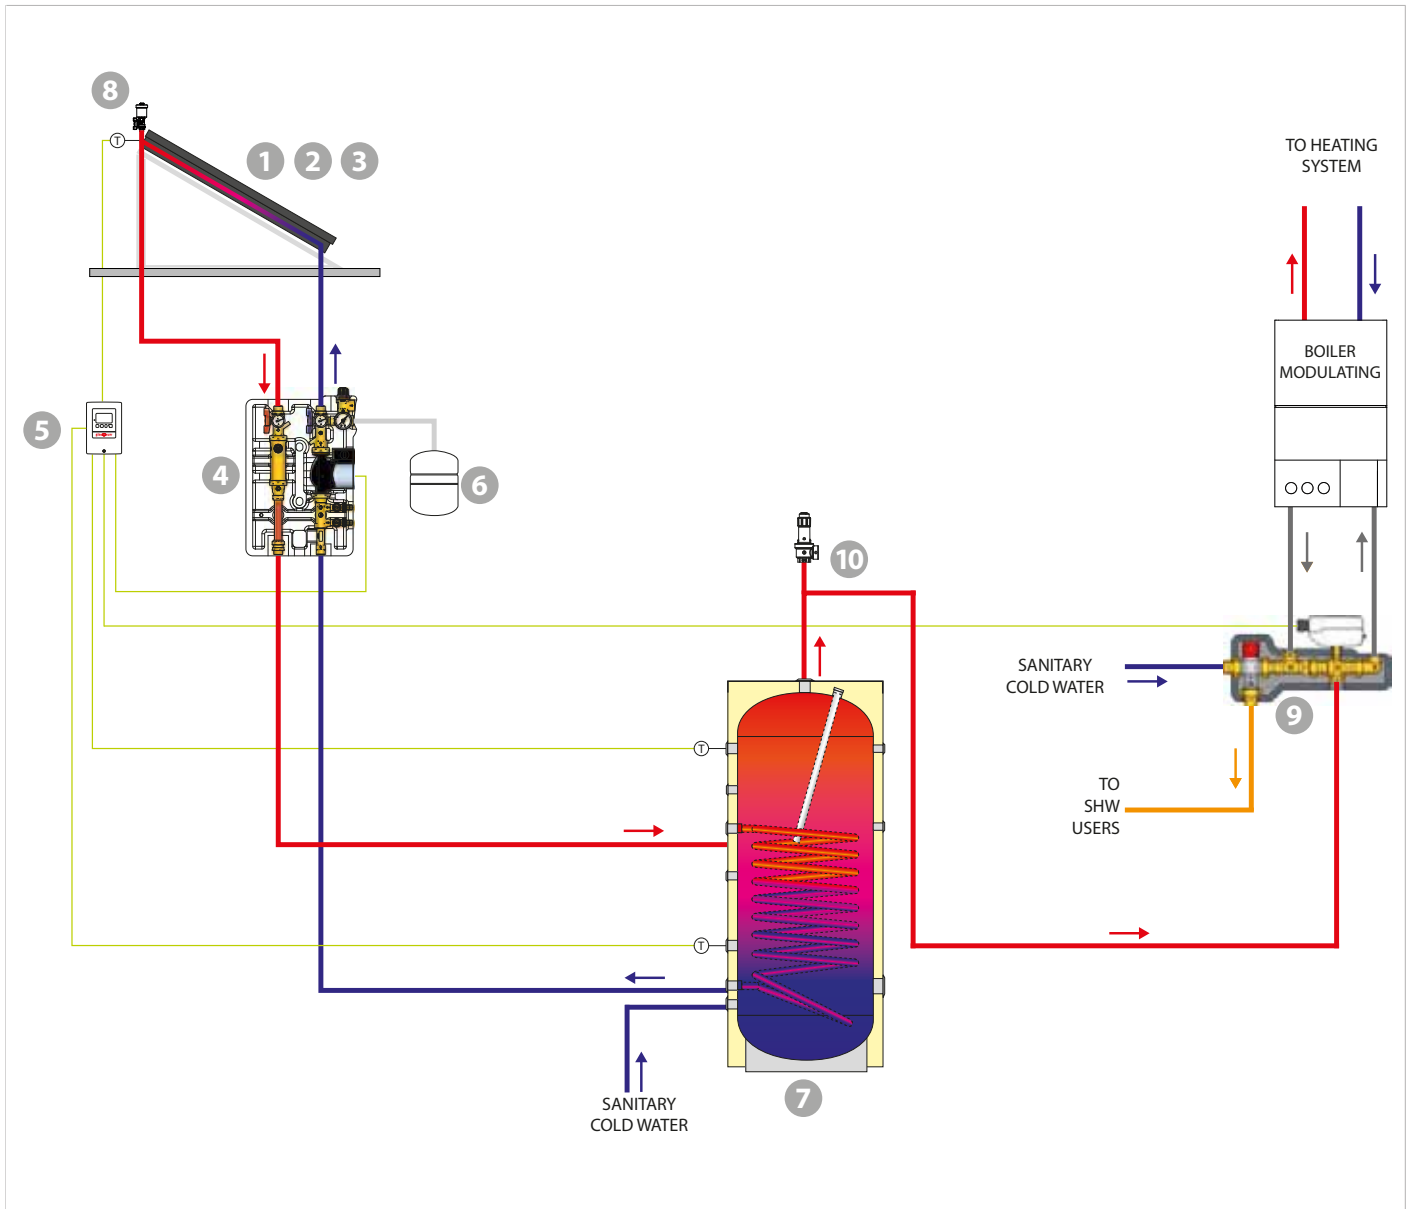 8
T
1 2 3
TO HEATING
SYSTEM
BOILER
MODULATING
5
4
6
10
SANITARY
COLD WATER
9
T
TO
SHW
USERS
T
7
SANITARY
COLD WATER